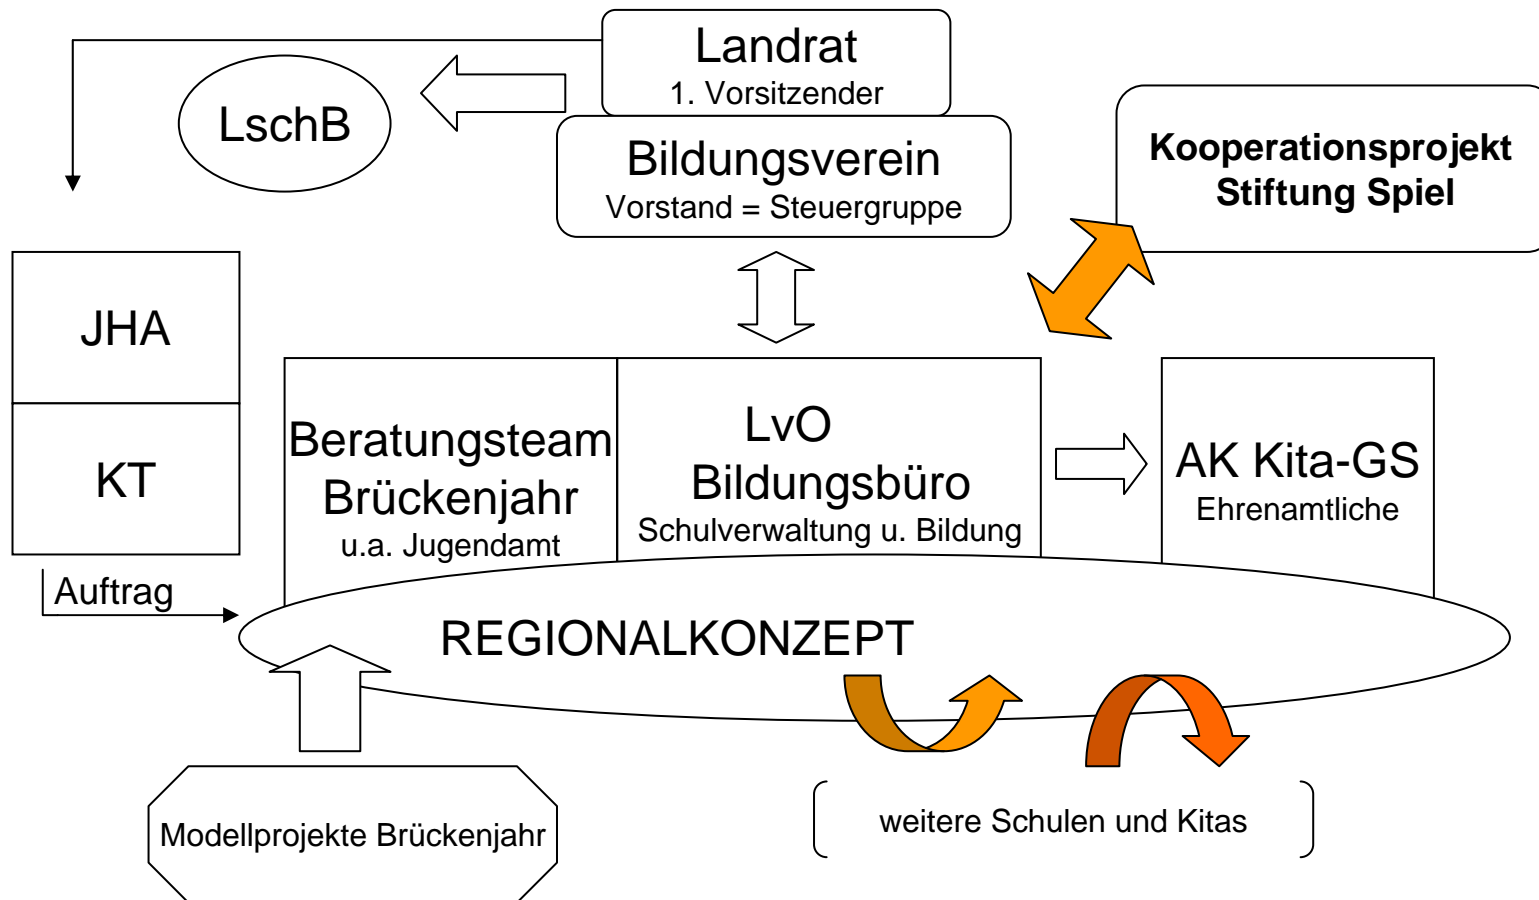 Landrat
1. Vorsitzender
LschB
Bildungsverein
Vorstand = Steuergruppe
Kooperationsprojekt
Stiftung Spiel
JHA
KT
Beratungsteam
Brückenjahr
u.a. Jugendamt
LvO
Bildungsbüro
Schulverwaltung u. Bildung
AK Kita-GS
Ehrenamtliche
Auftrag
REGIONALKONZEPT
Modellprojekte Brückenjahr
weitere Schulen und Kitas